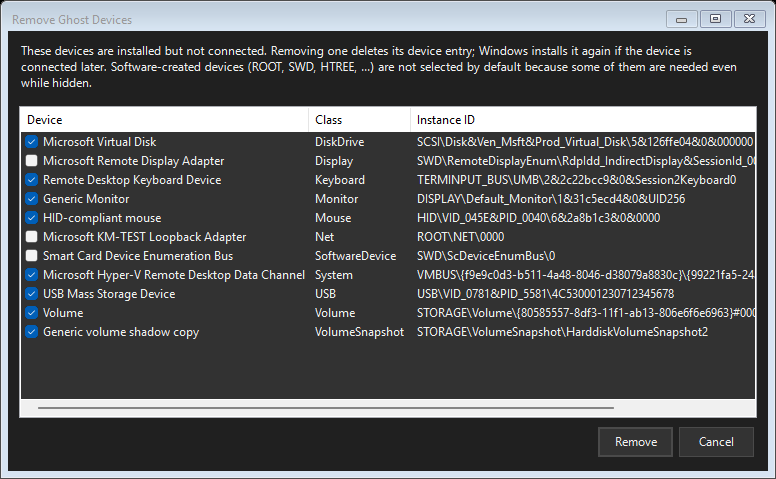 Remove Ghost Devices
These devices are installed but not connected. Removing one deletes its device entry; Windows installs it again if the device is
connected later. Software-created devices (ROOT, SWD, HTREE, ...) are not selected by default because some of them are needed even
while hidden.
Device Class Instance ID
Microsoft Virtual Disk DiskDrive SCSI\Disk&Ven_Msft&Prod_Virtual_Disk\5&126ffe04&0&000000
Microsoft Remote Display Adapter Display SWD\RemoteDisplayEnum\RdpIdd_IndirectDisplay&SessionId_00
Remote Desktop Keyboard Device Keyboard TERMINPUT_BUS\UMB\2&2c22bcc9&0&Session2Keyboard0
Generic Monitor Monitor DISPLAY\Default_Monitor\1&31c5ecd4&0&UID256
HID-compliant mouse Mouse HID\VID_045E&PID_0040\6&2a8b1c3&0&0000
Microsoft KM-TEST Loopback Adapter Net ROOT\NET\0000
Smart Card Device Enumeration Bus SoftwareDevice SWD\ScDeviceEnumBus\0
Microsoft Hyper-V Remote Desktop Data Channel System VMBUS\{f9e9c0d3-b511-4a48-8046-d38079a8830c}\{99221fa5-24
USB Mass Storage Device USB USB\VID_0781&PID_5581\4C530001230712345678
Volume Volume STORAGE\Volume\{80585557-8df3-11f1-ab13-806e6f6e6963}#000
Generic volume shadow copy VolumeSnapshot STORAGE\VolumeSnapshot\HarddiskVolumeSnapshot2
Remove Cancel